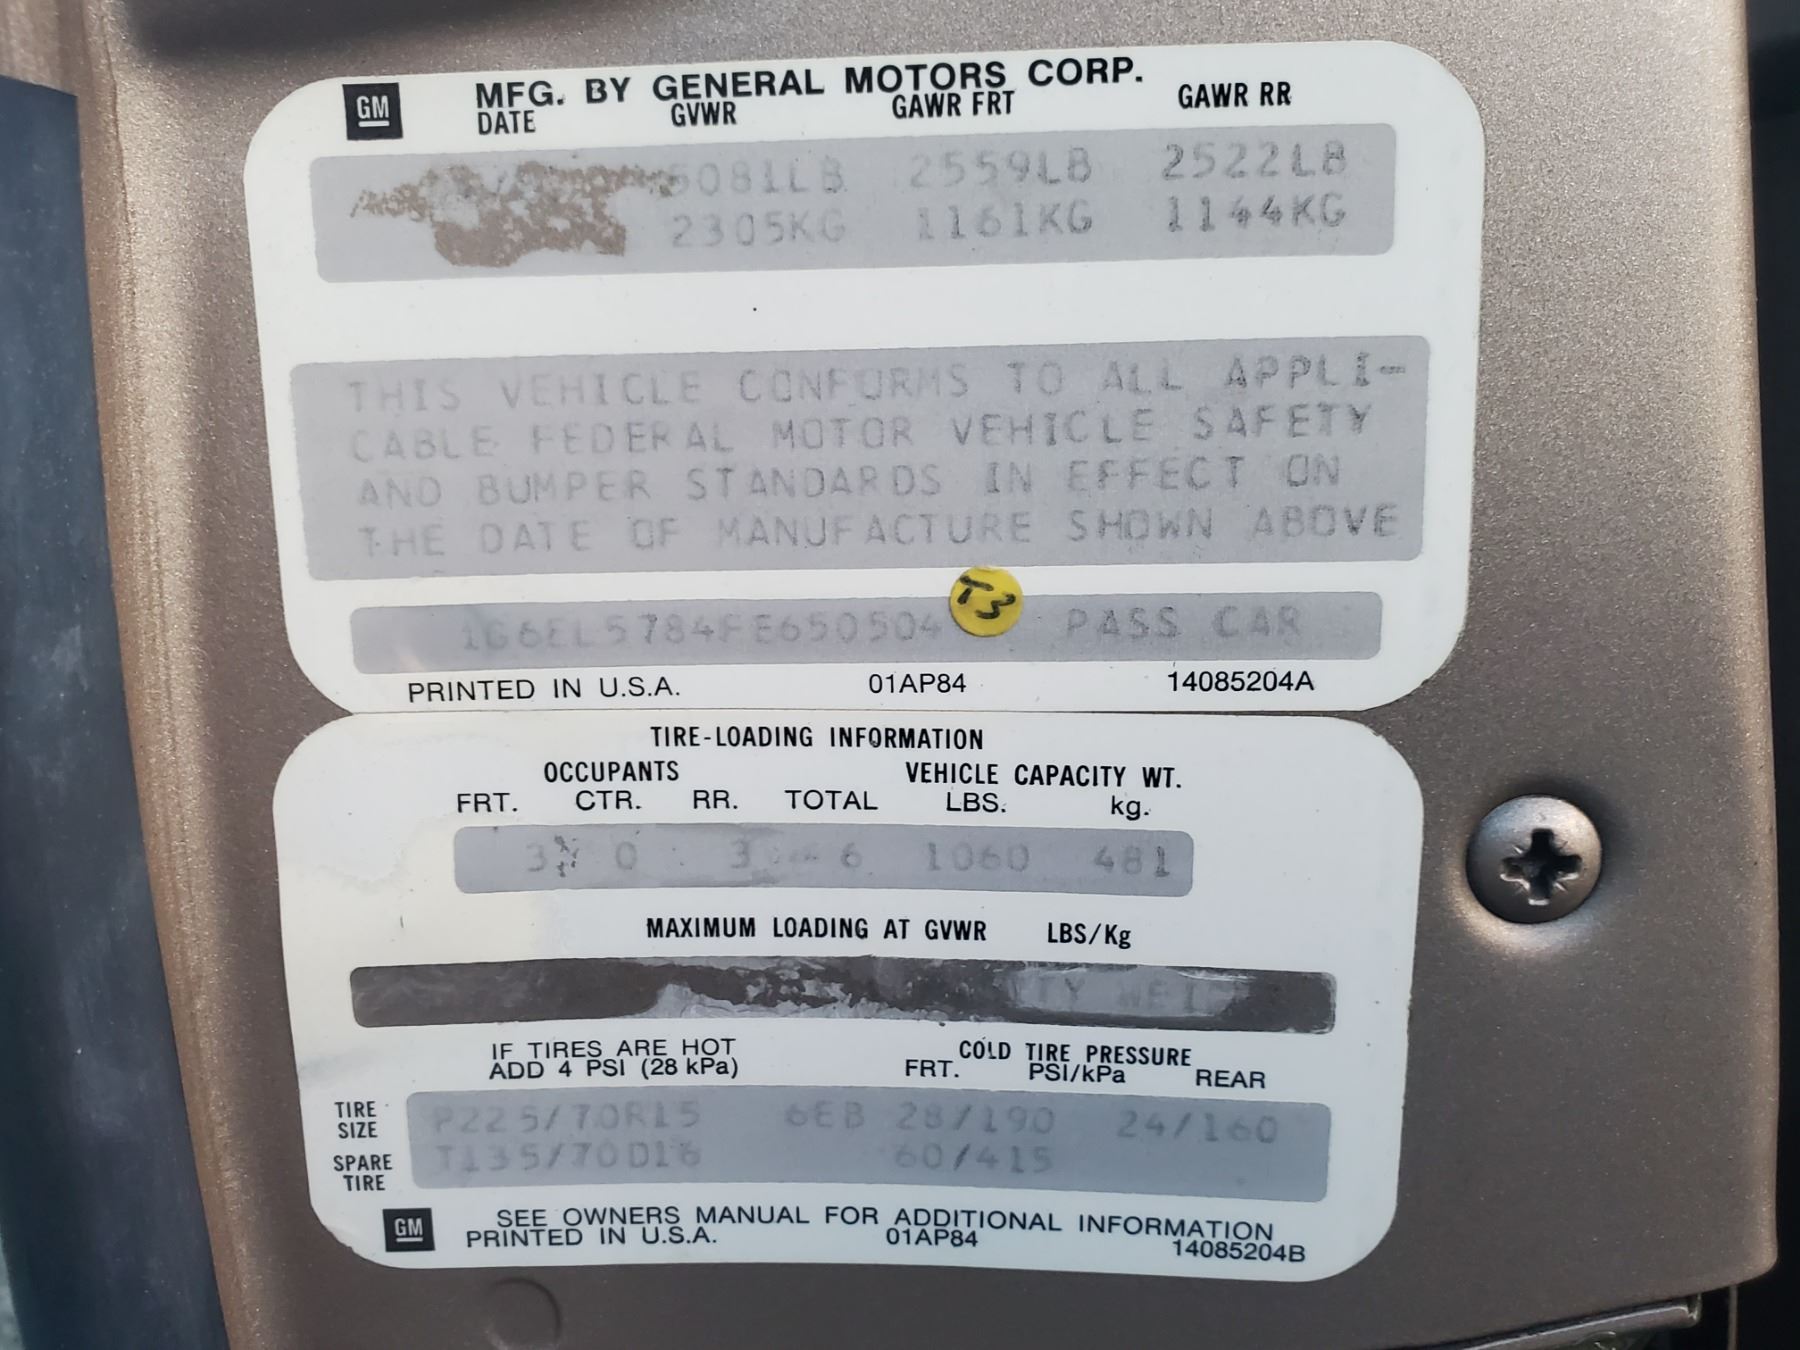 GM MFG. BY GENERAL MOTORS CORP.
DATE GVWR GAWR FRT GAWR RR
5081LB 2559LB 2522LB
2305KG 1161KG 1144KG
THIS VEHICLE CONFORMS TO ALL APPLI-
CABLE FEDERAL MOTOR VEHICLE SAFETY
AND BUMPER STANDARDS IN EFFECT ON
THE DATE OF MANUFACTURE SHOWN ABOVE
T3
1G6EL5784FE650504 PASS CAR
PRINTED IN U.S.A. 01AP84 14085204A
TIRE-LOADING INFORMATION
OCCUPANTS VEHICLE CAPACITY WT.
FRT. CTR. RR. TOTAL LBS. kg.
3 0 3 6 1060 481
MAXIMUM LOADING AT GVWR LBS/Kg
IF TIRES ARE HOT COLD TIRE PRESSURE
ADD 4 PSI (28 kPa) FRT. PSI/kPa REAR
TIRE SIZE P225/70R15 6EB 28/190 24/160
SPARE TIRE T135/70D16 60/415
GM SEE OWNERS MANUAL FOR ADDITIONAL INFORMATION
PRINTED IN U.S.A. 01AP84 14085204B